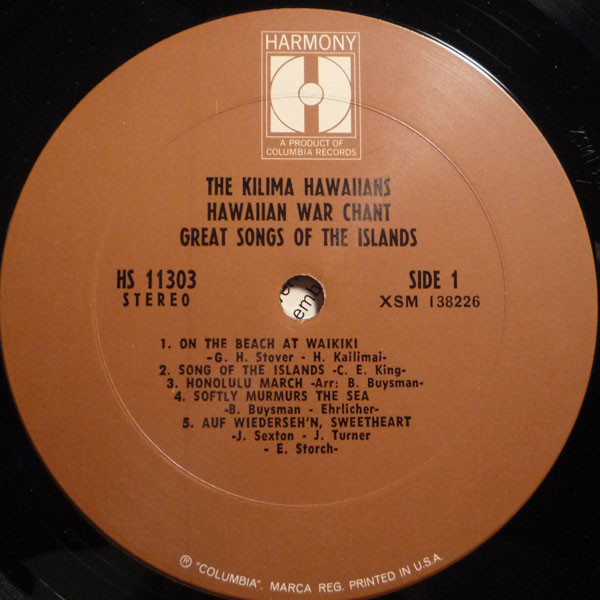 HARMONY
H
A PRODUCT OF
COLUMBIA RECORDS
THE KILIMA HAWAIIANS
HAWAIIAN WAR CHANT
GREAT SONGS OF THE ISLANDS
HS 11303
STEREO
SIDE 1
XSM 138226
emb
1. ON THE BEACH AT WAIKIKI
-G. H. Stover - H. Kailimai-
2. SONG OF THE ISLANDS -C. E. King-
3. HONOLULU MARCH -Arr: B. Buysman-
4. SOFTLY MURMURS THE SEA
-B. Buysman - Ehrlicher-
5. AUF WIEDERSEH'N, SWEETHEART
-J. Sexton - J. Turner
- E. Storch-
Ⓡ "COLUMBIA", MARCA REG. PRINTED IN U.S.A.